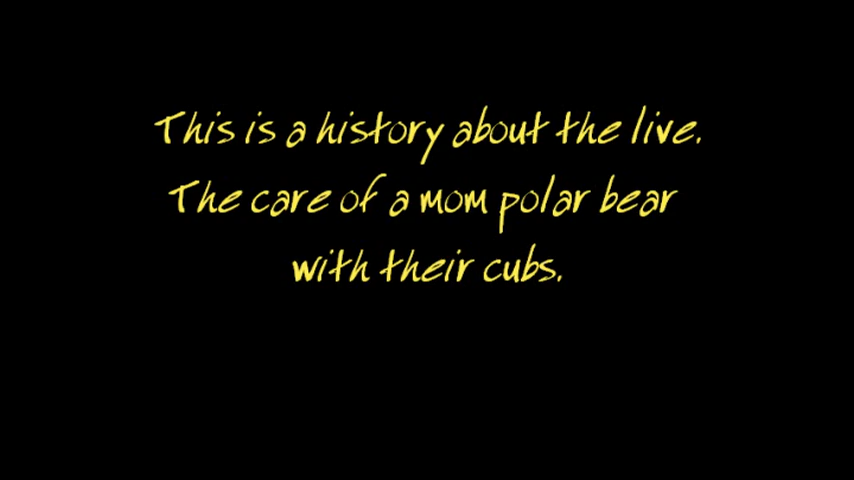 This is a history about the live.
The care of a mom polar bear
with their cubs.